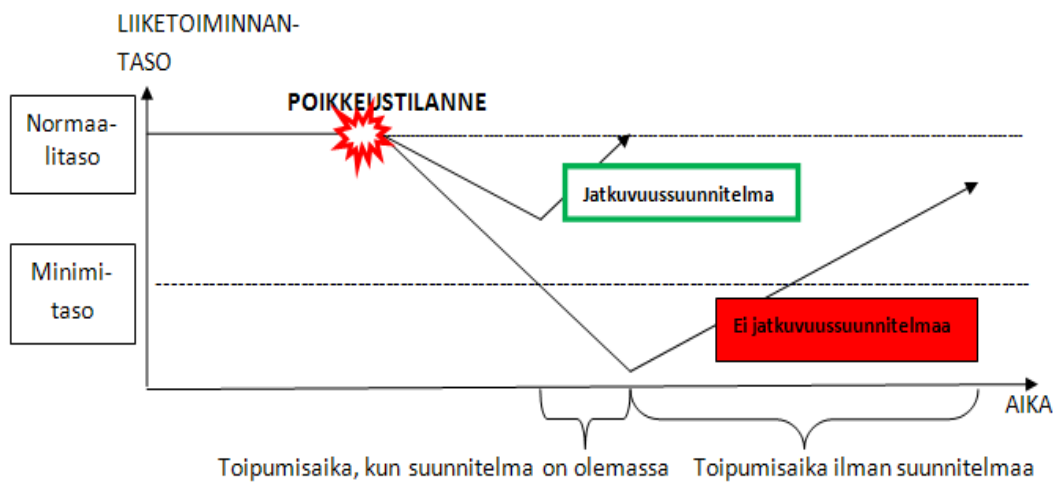 LIIKETOIMINNAN-
TASO
POIKKEUSTILANNE
Normaa-
litaso
Jatkuvuussuunnitelma
Minimi-
taso
Ei jatkuvuussuunnitelmaa
AIKA
Toipumisaika, kun suunnitelma on olemassa
Toipumisaika ilman suunnitelmaa